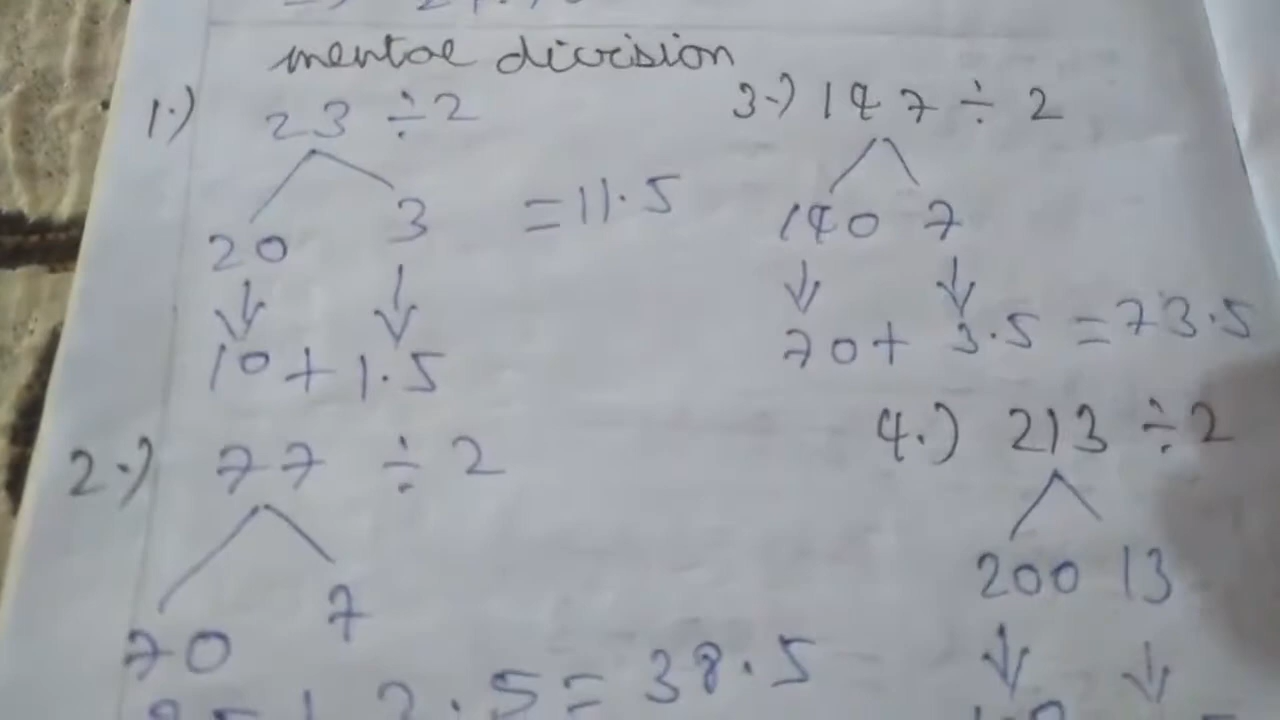 mental division
1.) 23 ÷ 2
20 3 = 11.5
10 + 1.5
2.) 77 ÷ 2
70 7
= 38.5
3.) 147 ÷ 2
140 7
70 + 3.5 = 73.5
4.) 213 ÷ 2
200 13